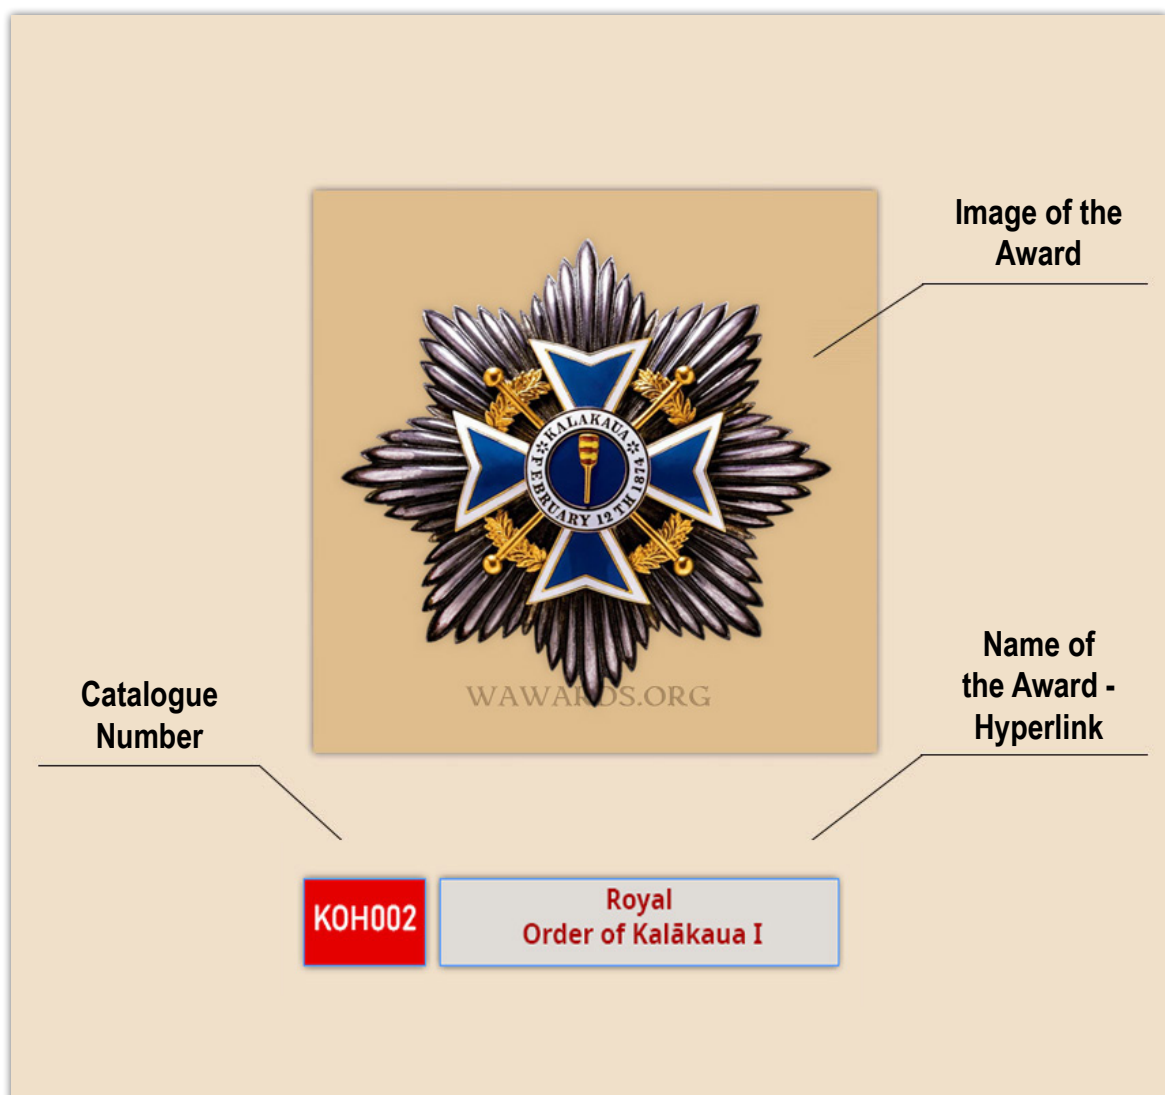 Image of the
Award
KALAKAUA
FEBRUARY 12TH 1874
WAWARDS.ORG
Name of
the Award -
Hyperlink
Catalogue
Number
KOH002
Royal
Order of Kalākaua I